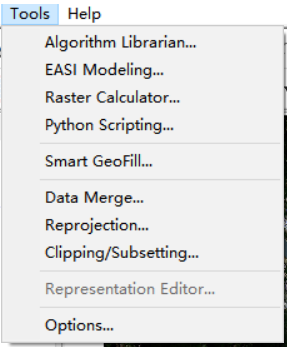 Tools Help
Algorithm Librarian...
EASI Modeling...
Raster Calculator...
Python Scripting...
Smart GeoFill...
Data Merge...
Reprojection...
Clipping/Subsetting...
Representation Editor...
Options...